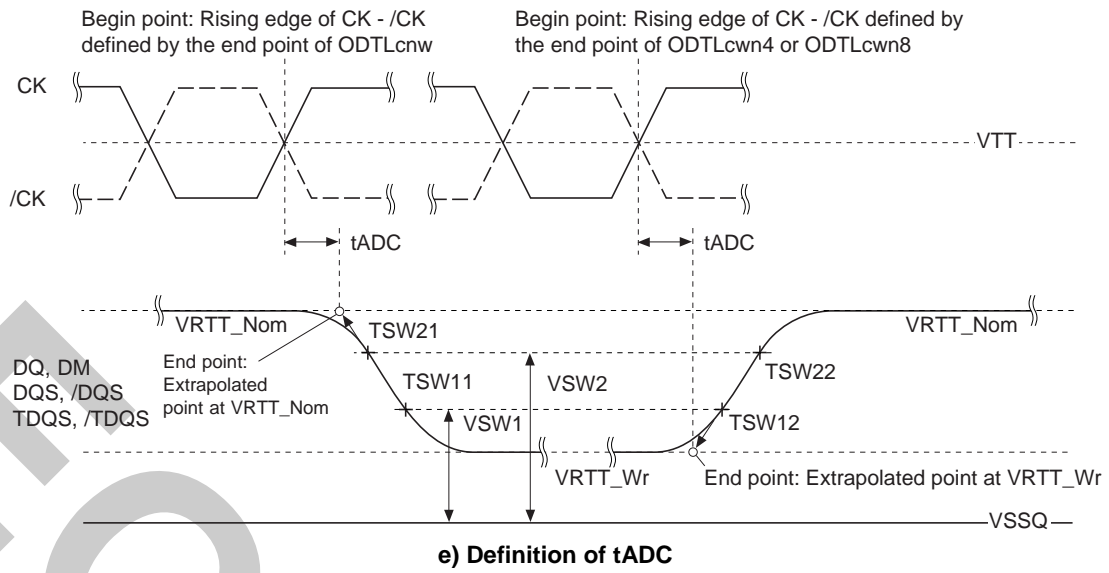 Begin point: Rising edge of CK - /CK
defined by the end point of ODTLcnw
Begin point: Rising edge of CK - /CK defined by
the end point of ODTLcwn4 or ODTLcwn8
CK
VTT
/CK
tADC
tADC
VRTT_Nom
TSW21
VRTT_Nom
DQ, DM
DQS, /DQS
TDQS, /TDQS
End point:
Extrapolated
point at VRTT_Nom
TSW11
VSW2
TSW22
VSW1
TSW12
VRTT_Wr
End point: Extrapolated point at VRTT_Wr
VSSQ
e) Definition of tADC